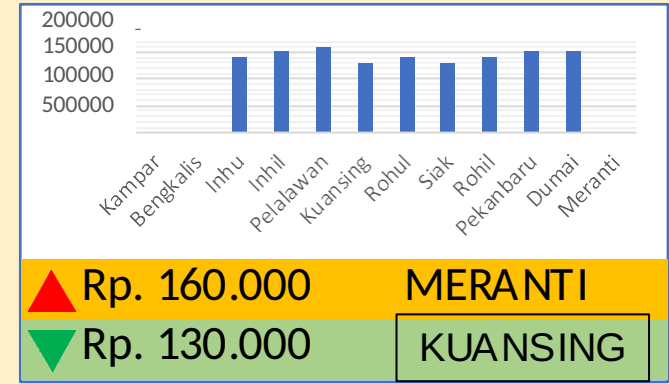 200000
150000
100000
500000
Kampar
Bengkalis
Inhu
Inhil
Pelalawan
Kuansing
Rohul
Siak
Rohil
Pekanbaru
Dumai
Meranti
Rp. 160.000 MERANTI
Rp. 130.000 KUANSING